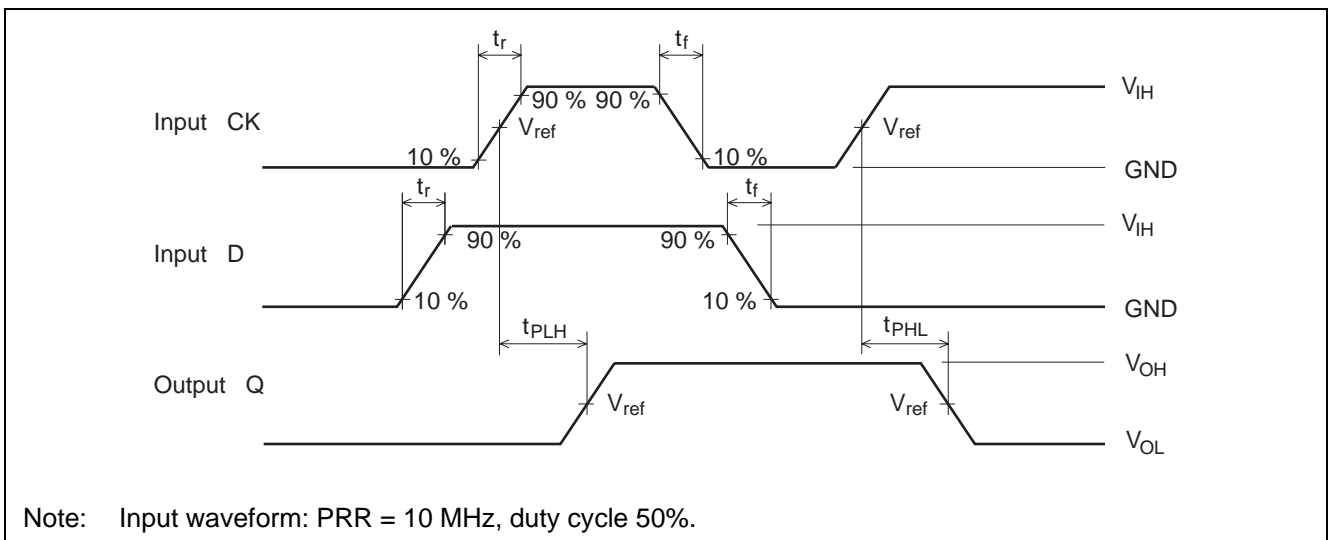 tr
tf
VIH
90 % 90 %
Input CK
Vref
Vref
10 %
10 %
GND
tr
tf
VIH
90 %
90 %
Input D
10 %
10 %
GND
tPLH
tPHL
VOH
Output Q
Vref
Vref
VOL
Note: Input waveform: PRR = 10 MHz, duty cycle 50%.